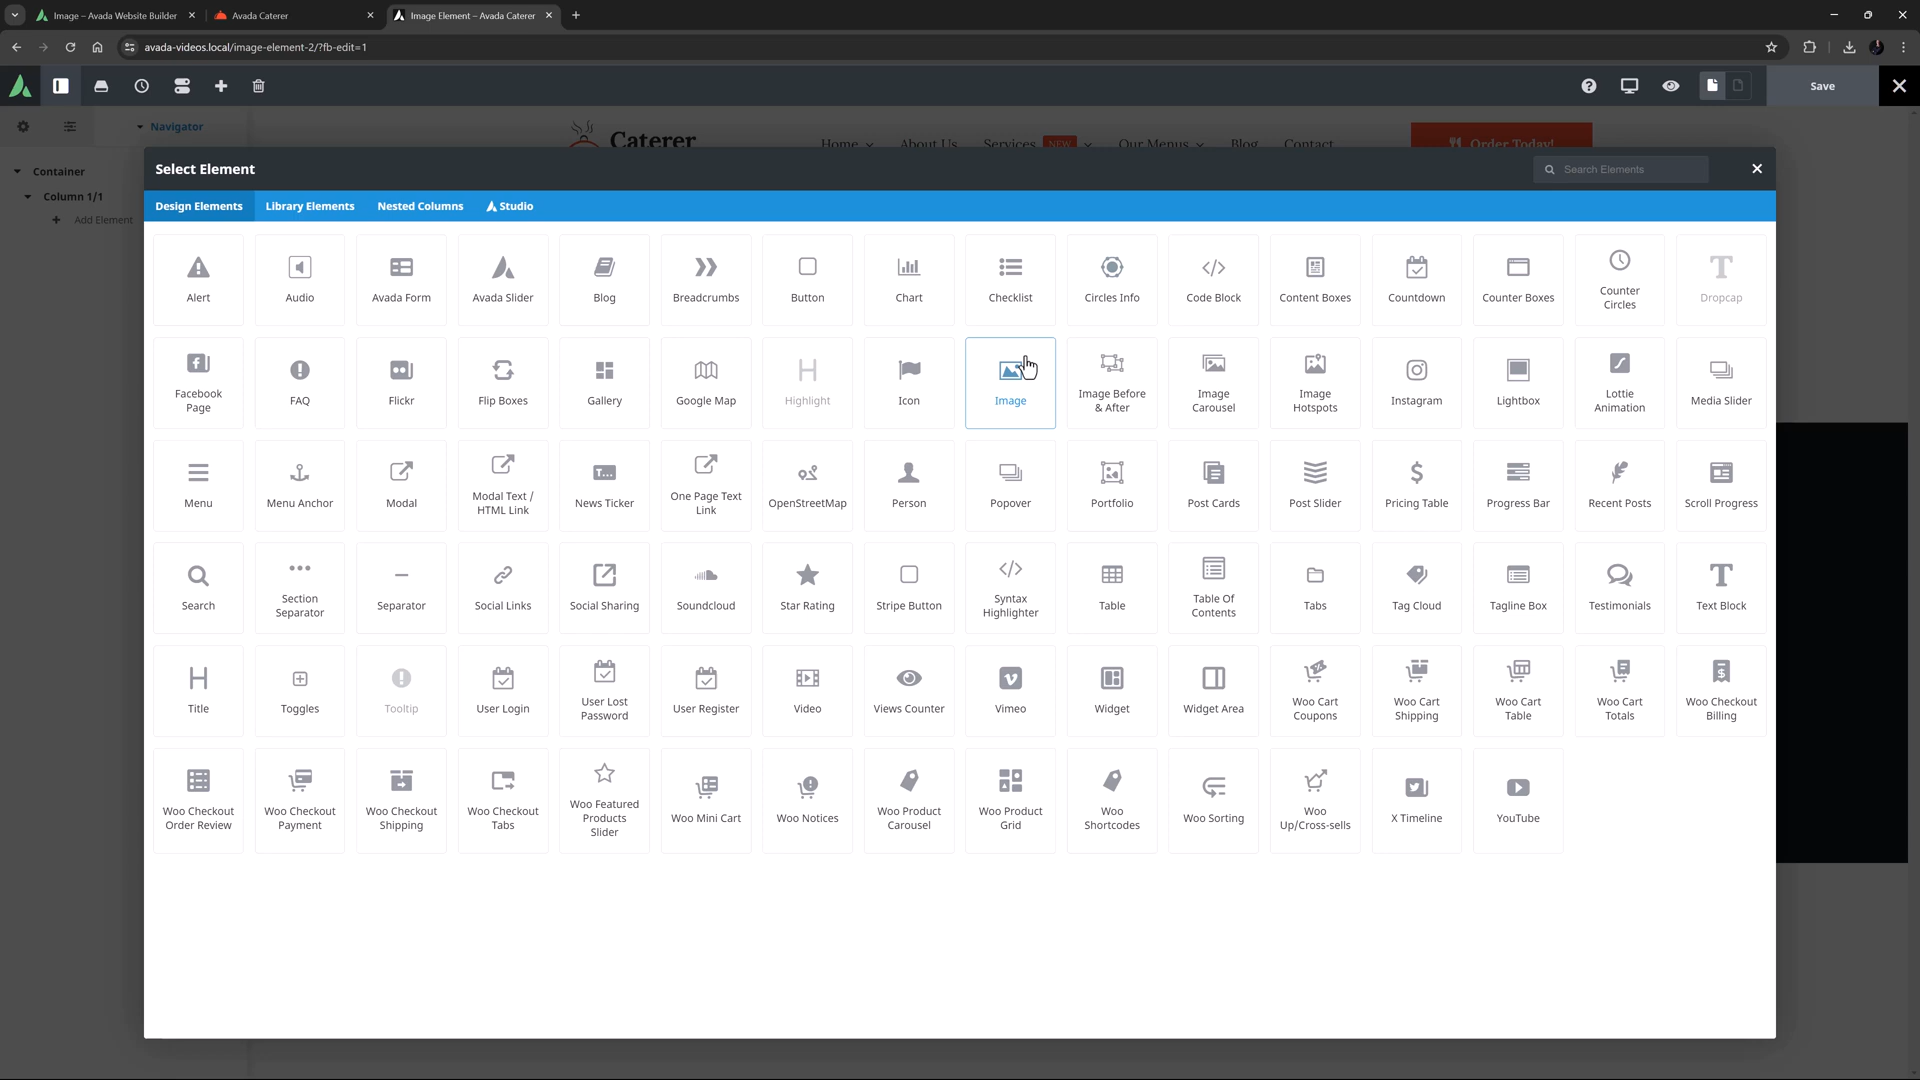 Image – Avada Website Builder
Avada Caterer
Image Element – Avada Caterer
avada-videos.local/image-element-2/?fb-edit=1
Save
Navigator
Caterer
Home
About Us
Services
NEW
Our Menus
Blog
Contact
Order Today!
Container
Column 1/1
Add Element
Select Element
Search Elements
Design Elements
Library Elements
Nested Columns
Studio
Alert
Audio
Avada Form
Avada Slider
Blog
Breadcrumbs
Button
Chart
Checklist
Circles Info
Code Block
Content Boxes
Countdown
Counter Boxes
Counter
Circles
Dropcap
Facebook
Page
FAQ
Flickr
Flip Boxes
Gallery
Google Map
Highlight
Icon
Image
Image Before
& After
Image
Carousel
Image
Hotspots
Instagram
Lightbox
Lottie
Animation
Media Slider
Menu
Menu Anchor
Modal
Modal Text /
HTML Link
News Ticker
One Page Text
Link
OpenStreetMap
Person
Popover
Portfolio
Post Cards
Post Slider
Pricing Table
Progress Bar
Recent Posts
Scroll Progress
Search
Section
Separator
Separator
Social Links
Social Sharing
Soundcloud
Star Rating
Stripe Button
Syntax
Highlighter
Table
Table Of
Contents
Tabs
Tag Cloud
Tagline Box
Testimonials
Text Block
Title
Toggles
Tooltip
User Login
User Lost
Password
User Register
Video
Views Counter
Vimeo
Widget
Widget Area
Woo Cart
Coupons
Woo Cart
Shipping
Woo Cart
Table
Woo Cart
Totals
Woo Checkout
Billing
Woo Checkout
Order Review
Woo Checkout
Payment
Woo Checkout
Shipping
Woo Checkout
Tabs
Woo Featured
Products
Slider
Woo Mini Cart
Woo Notices
Woo Product
Carousel
Woo Product
Grid
Woo
Shortcodes
Woo Sorting
Woo
Up/Cross-sells
X Timeline
YouTube